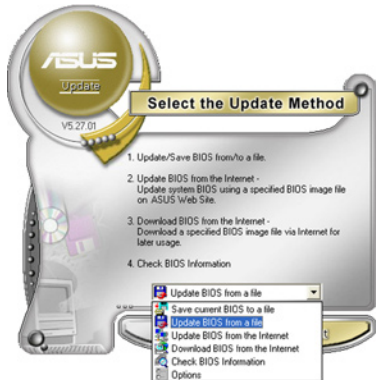 ASUS
Update
V5.27.01
Select the Update Method
1. Update/Save BIOS from/to a file.
2. Update BIOS from the Internet -
Update system BIOS using a specified BIOS image file
on ASUS Web Site.
3. Download BIOS from the Internet -
Download a specified BIOS image file via Internet for
later usage.
4. Check BIOS Information
Update BIOS from a file
Save current BIOS to a file
Update BIOS from a file
Update BIOS from the Internet
Download BIOS from the Internet
Check BIOS Information
Options